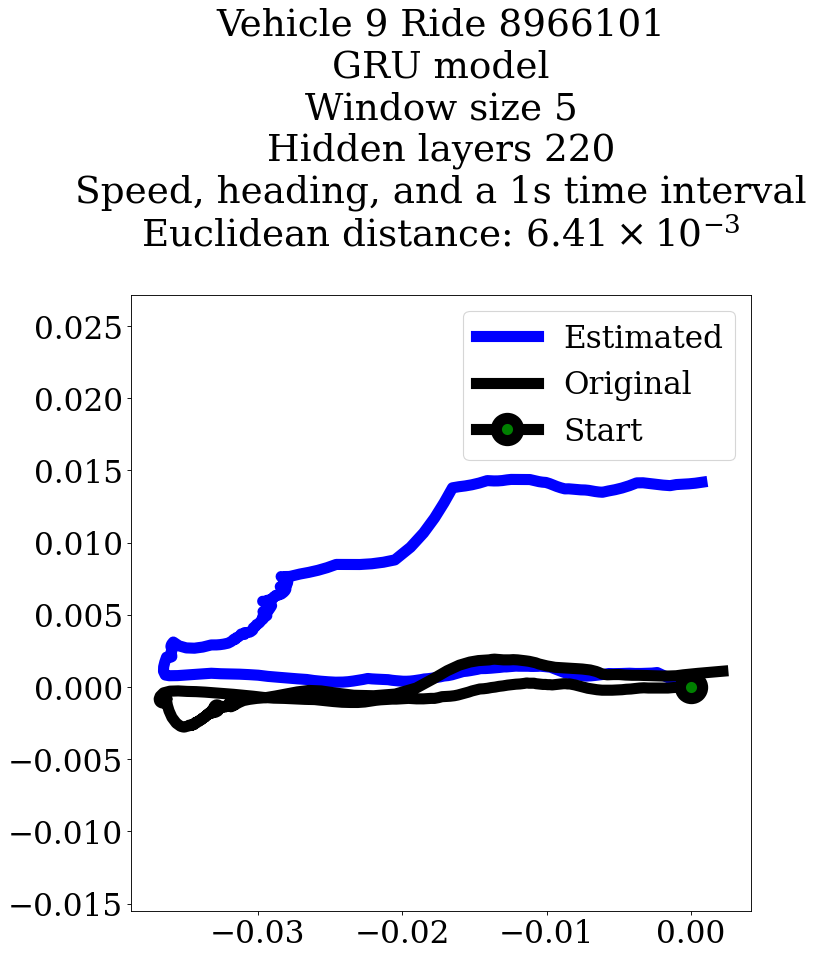 Vehicle 9 Ride 8966101
GRU model
Window size 5
Hidden layers 220
Speed, heading, and a 1s time interval
Euclidean distance: 6.41 × 10⁻³
Estimated
Original
Start
0.025
0.020
0.015
0.010
0.005
0.000
−0.005
−0.010
−0.015
−0.03 −0.02 −0.01 0.00